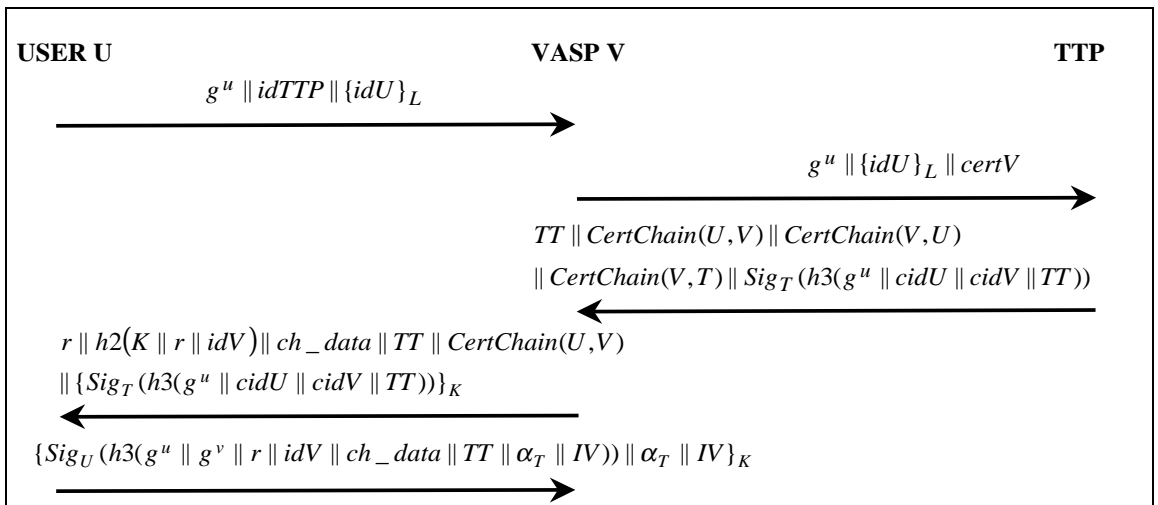 USER U VASP V TTP
g^u || idTTP || {idU}_L
g^u || {idU}_L || certV
TT || CertChain(U,V) || CertChain(V,U)
|| CertChain(V,T) || Sig_T (h3(g^u || cidU || cidV || TT))
r || h2(K || r || idV) || ch_data || TT || CertChain(U,V)
|| {Sig_T (h3(g^u || cidU || cidV || TT))}_K
{Sig_U (h3(g^u || g^v || r || idV || ch_data || TT || α_T || IV)) || α_T || IV}_K